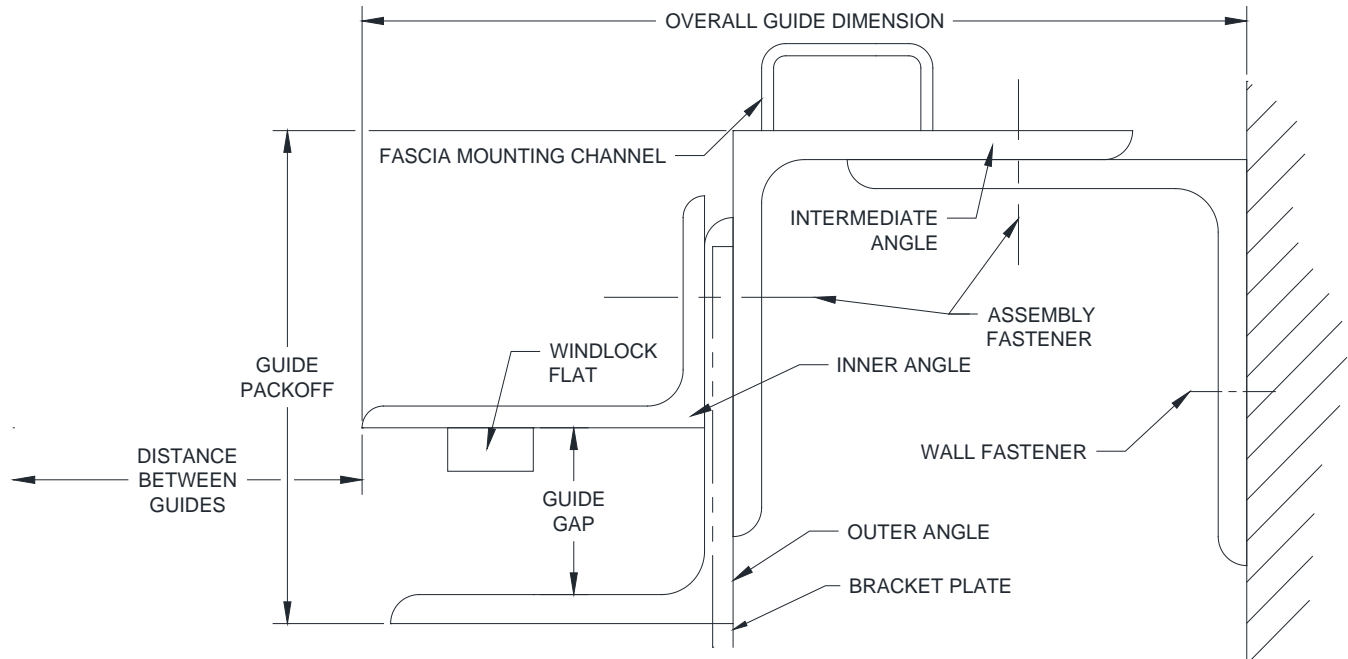 OVERALL GUIDE DIMENSION
FASCIA MOUNTING CHANNEL
INTERMEDIATE
ANGLE
ASSEMBLY
FASTENER
WINDLOCK
FLAT
INNER ANGLE
GUIDE
PACKOFF
WALL FASTENER
DISTANCE
BETWEEN
GUIDES
GUIDE
GAP
OUTER ANGLE
BRACKET PLATE